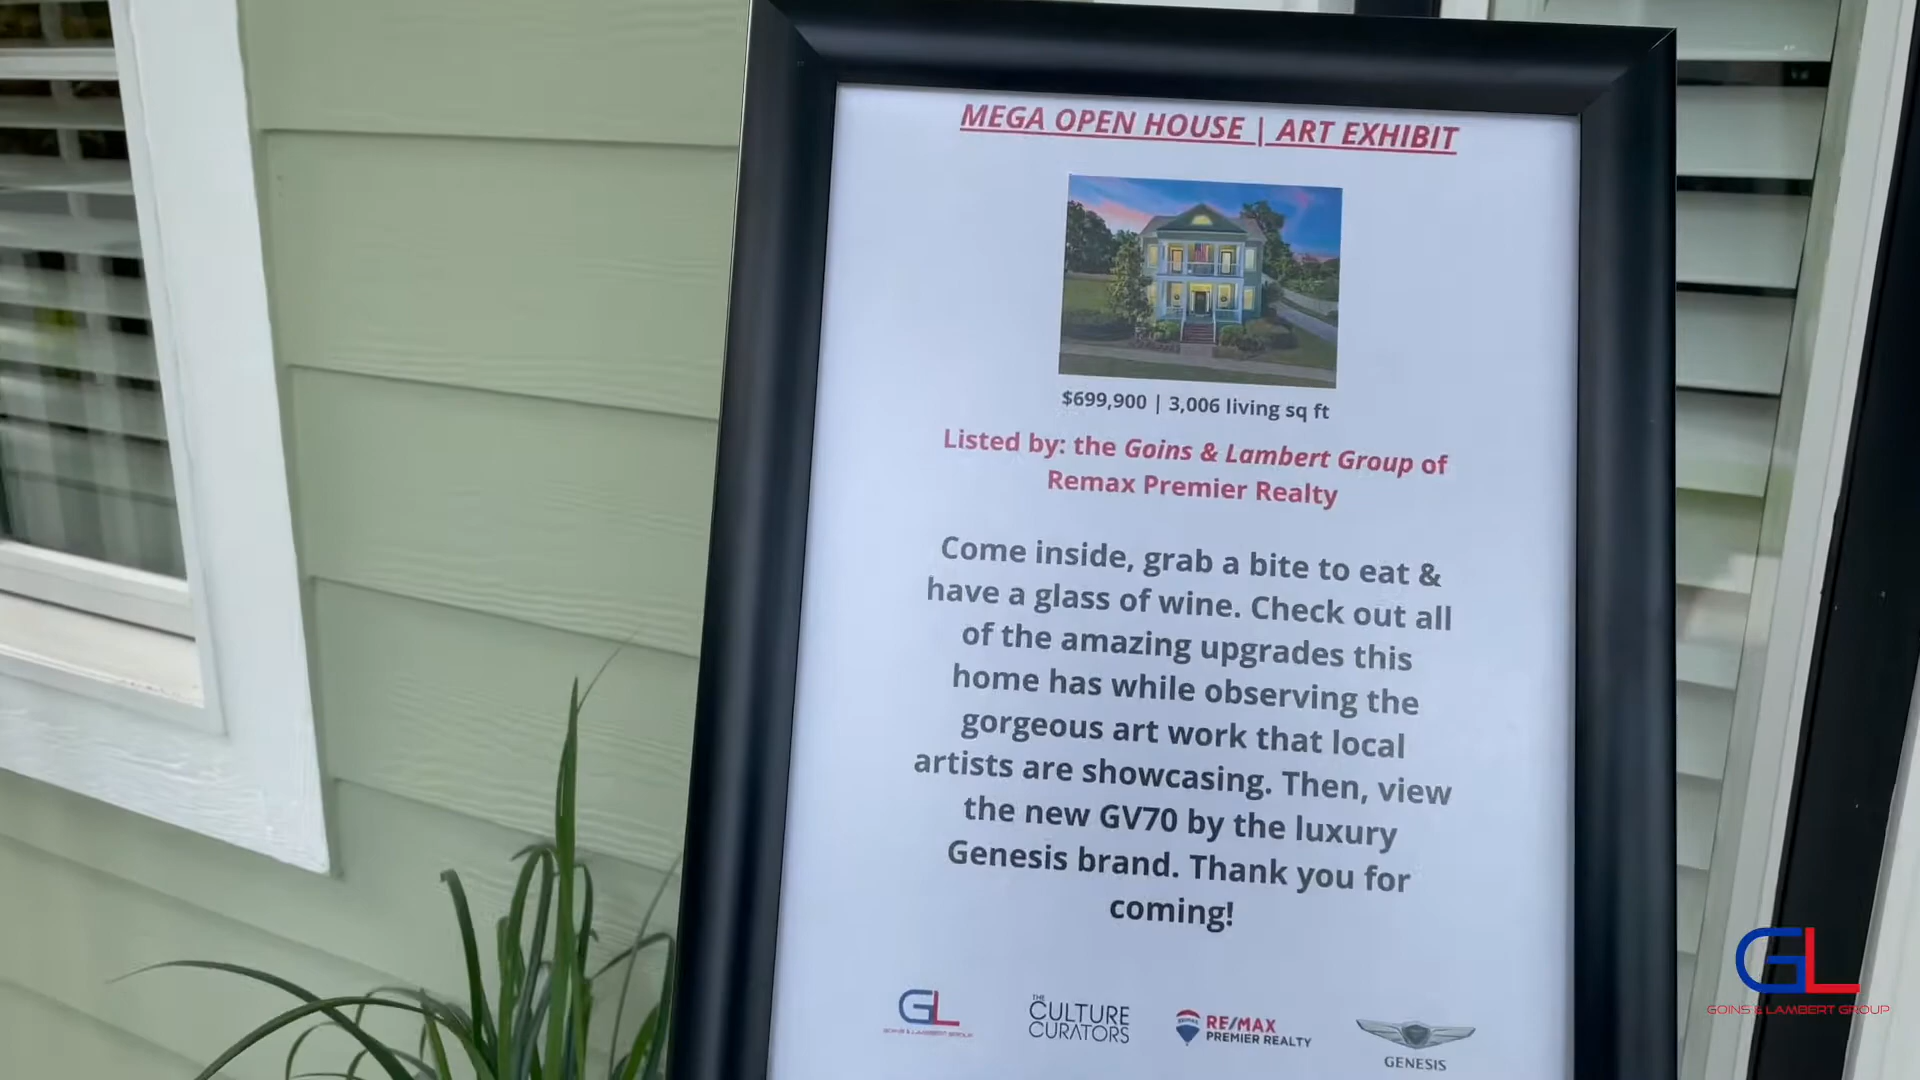 MEGA OPEN HOUSE | ART EXHIBIT
$699,900 | 3,006 living sq ft
Listed by: the Goins & Lambert Group of
Remax Premier Realty
Come inside, grab a bite to eat &
have a glass of wine. Check out all
of the amazing upgrades this
home has while observing the
gorgeous art work that local
artists are showcasing. Then, view
the new GV70 by the luxury
Genesis brand. Thank you for
coming!
GL
GOINS & LAMBERT GROUP
THE
CULTURE
CURATORS
RE/MAX
PREMIER REALTY
GENESIS
GL
GOINS & LAMBERT GROUP